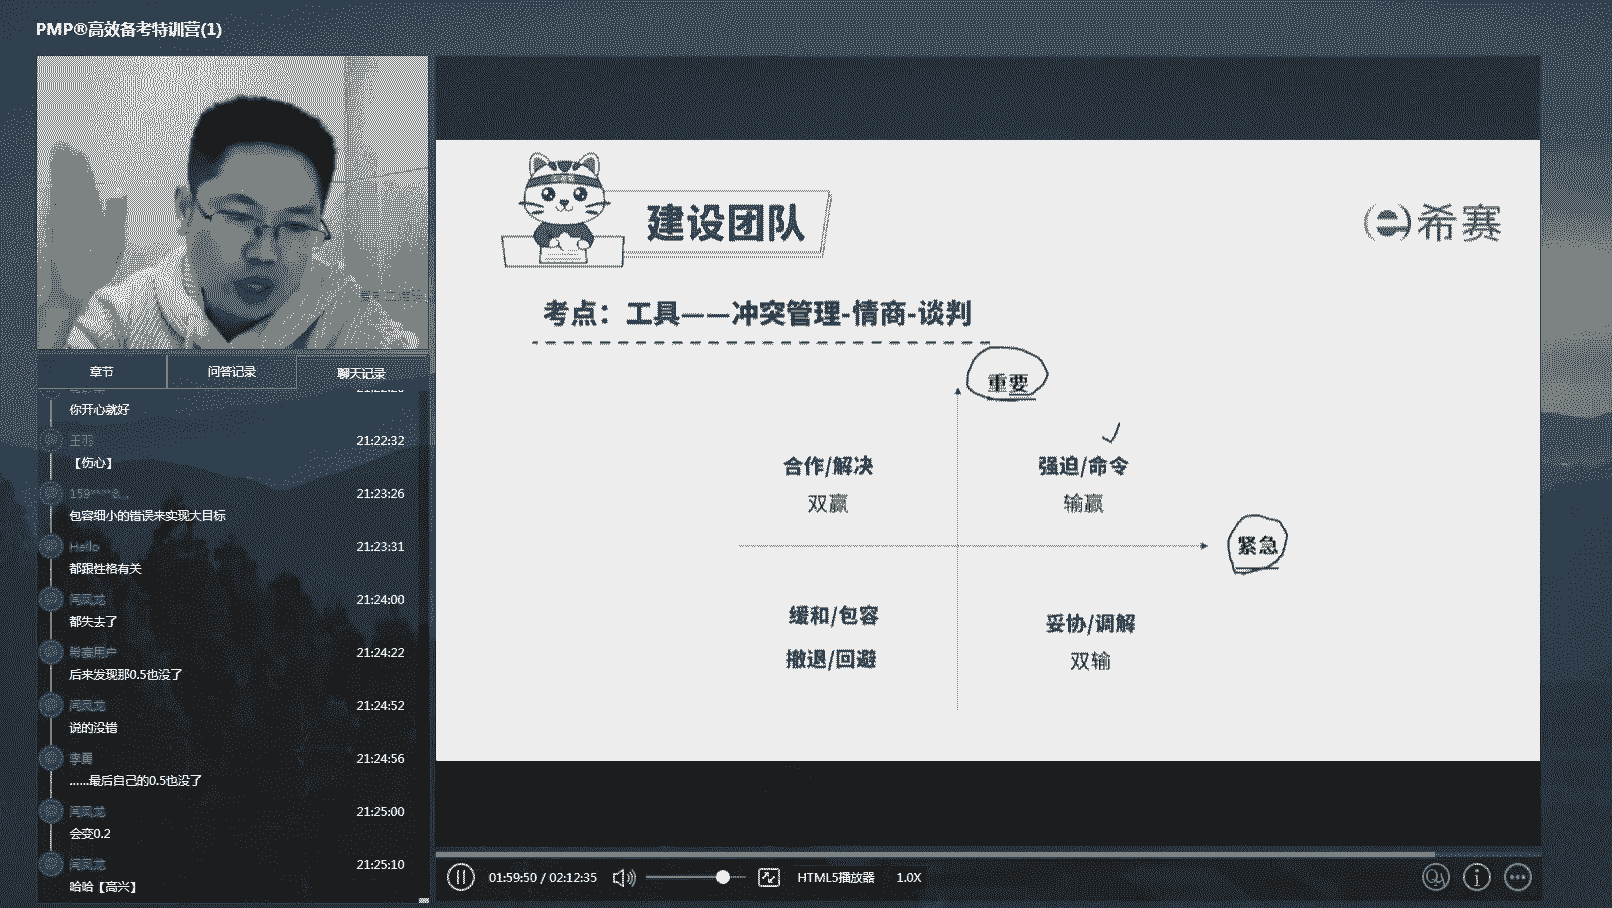 PMP®高效备考特训营(1)
章节
问答记录
聊天记录
你开心就好
王羽
21:22:32
【伤心】
21:23:26
包容细小的错误来实现大目标
Hello
21:23:31
都跟性格有关
闫凤龙
21:24:00
都失去了
希赛用户
21:24:22
后来发现那0.5也没了
闫凤龙
21:24:52
说的没错
李勇
21:24:56
......最后自己的0.5也没了
闫凤龙
21:25:00
会变0.2
闫凤龙
21:25:10
哈哈【高兴】
建设团队
希赛
考点：工具——冲突管理-情商-谈判
重要
合作/解决
双赢
强迫/命令
输赢
紧急
缓和/包容
撤退/回避
妥协/调解
双输
01:59:50 / 02:12:35
HTML5播放器
1.0X